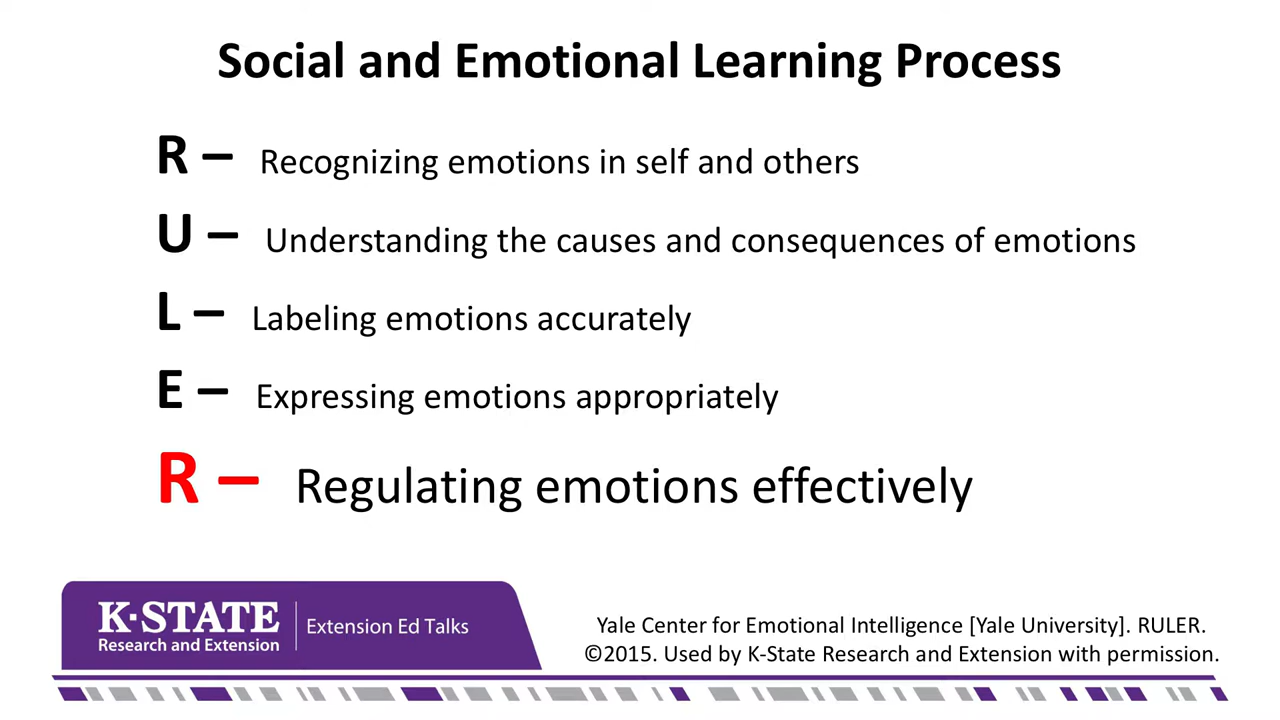 Social and Emotional Learning Process
R – Recognizing emotions in self and others
U – Understanding the causes and consequences of emotions
L – Labeling emotions accurately
E – Expressing emotions appropriately
R – Regulating emotions effectively
K·STATE
Research and Extension
Extension Ed Talks
Yale Center for Emotional Intelligence [Yale University]. RULER.
©2015. Used by K-State Research and Extension with permission.